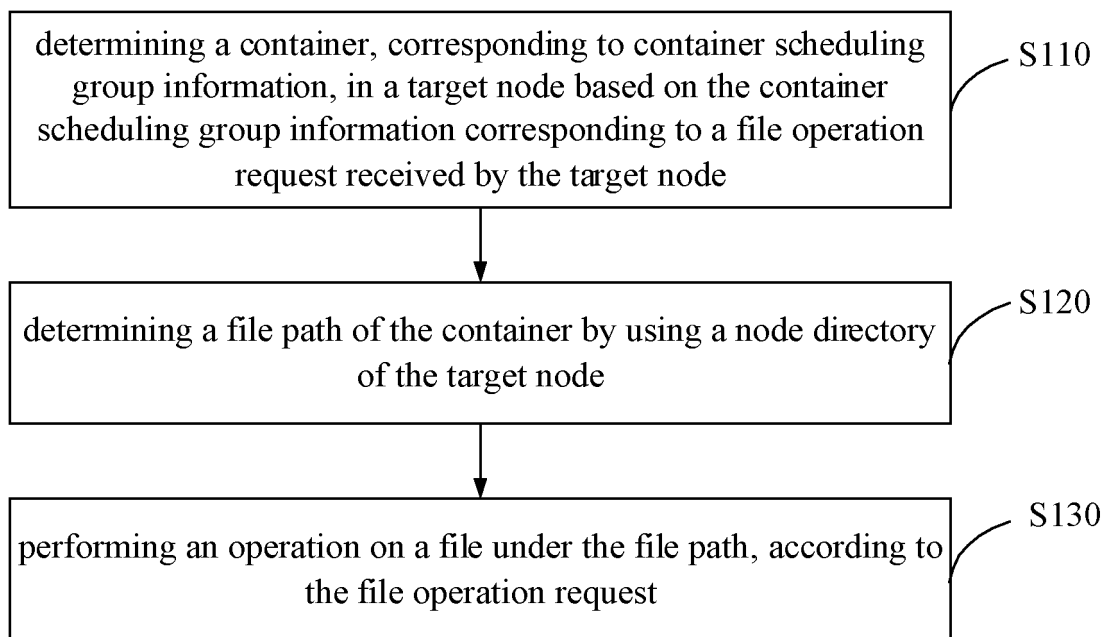 determining a container, corresponding to container scheduling
group information, in a target node based on the container
scheduling group information corresponding to a file operation
request received by the target node
S110
determining a file path of the container by using a node directory
of the target node
S120
performing an operation on a file under the file path, according to
the file operation request
S130